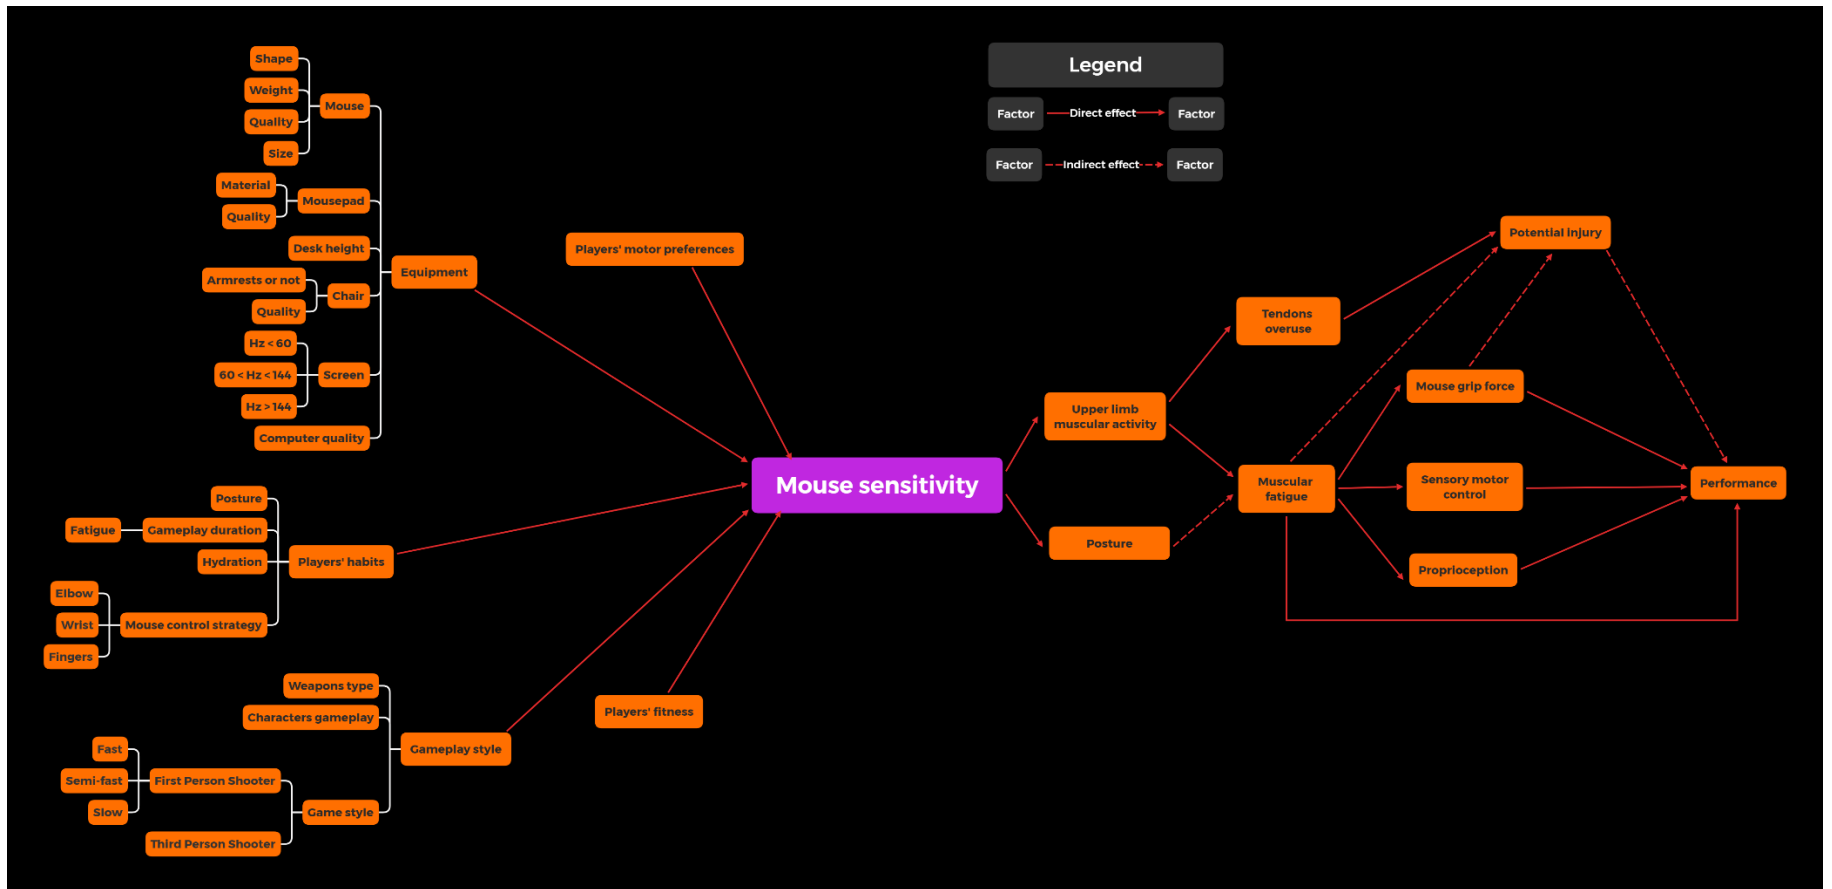 Legend
Factor
Direct effect
Factor
Factor
Indirect effect
Factor
Shape
Weight
Quality
Size
Mouse
Material
Quality
Mousepad
Desk height
Armrests or not
Quality
Chair
Hz < 60
60 < Hz < 144
Hz > 144
Screen
Computer quality
Equipment
Players' motor preferences
Posture
Fatigue
Gameplay duration
Hydration
Elbow
Wrist
Fingers
Mouse control strategy
Players' habits
Weapons type
Characters gameplay
Fast
Semi-fast
Slow
First Person Shooter
Third Person Shooter
Game style
Gameplay style
Players' fitness
Mouse sensitivity
Upper limb
muscular activity
Posture
Tendons
overuse
Muscular
fatigue
Potential injury
Mouse grip force
Sensory motor
control
Proprioception
Performance